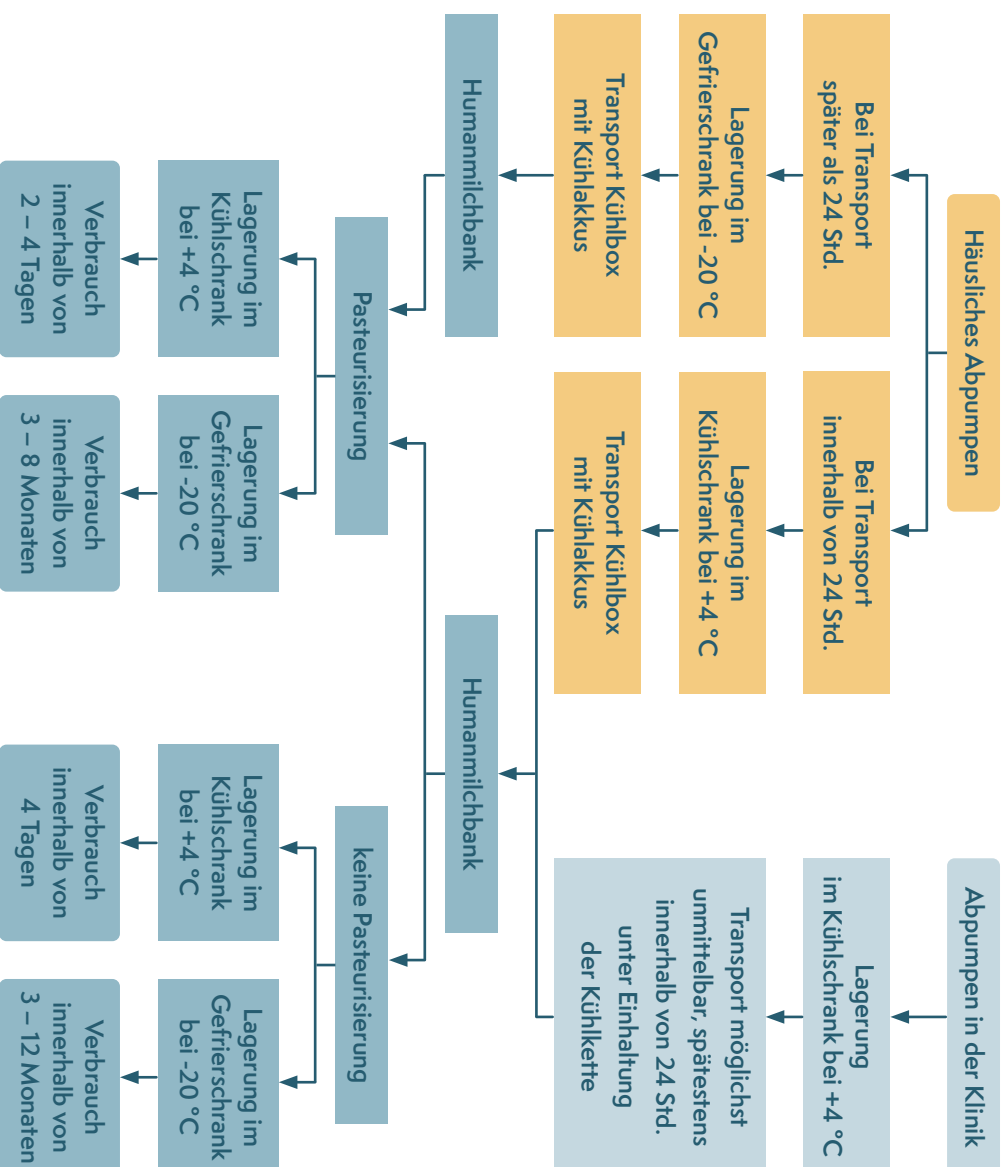 Häusliches Abpumpen
Bei Transport
später als 24 Std.
Lagerung im
Gefrierschrank bei -20 °C
Transport Kühlbox
mit Kühlakkus
Humanmilchbank
Bei Transport
innerhalb von 24 Std.
Lagerung im
Kühlschrank bei +4 °C
Transport Kühlbox
mit Kühlakkus
Abpumpen in der Klinik
Lagerung
im Kühlschrank bei +4 °C
Transport möglichst
unmittelbar, spätestens
innerhalb von 24 Std.
unter Einhaltung
der Kühlkette
Humanmilchbank
Pasteurisierung
Lagerung im
Kühlschrank
bei +4 °C
Verbrauch
innerhalb von
2 – 4 Tagen
Lagerung im
Gefrierschrank
bei -20 °C
Verbrauch
innerhalb von
3 – 8 Monaten
keine Pasteurisierung
Lagerung im
Kühlschrank
bei +4 °C
Verbrauch
innerhalb von
4 Tagen
Lagerung im
Gefrierschrank
bei -20 °C
Verbrauch
innerhalb von
3 – 12 Monaten